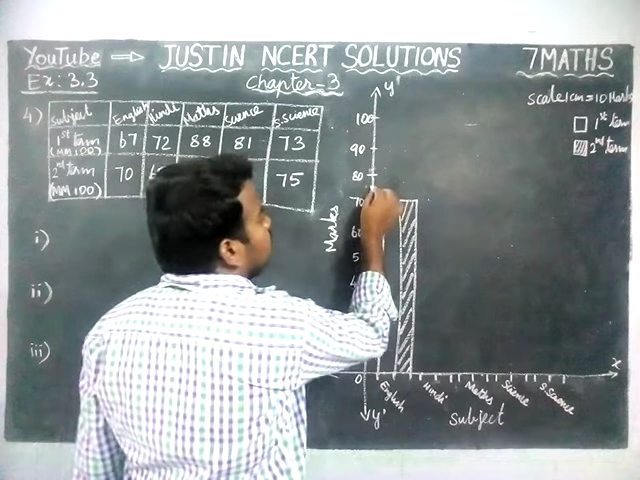 YouTube ⇒ JUSTIN NCERT SOLUTIONS 7MATHS
Ex: 3.3 Chapter-3
4) Subject English Hindi Maths Science S.Science
1st term (MM 100) 67 72 88 81 73
2nd term (MM 100) 70 75
i)
ii)
iii)
y'
scale 1cm = 10 Marks
1st term
2nd term
100
90
80
Marks
0
x
English Hindi Maths Science S.Science
y'
Subject